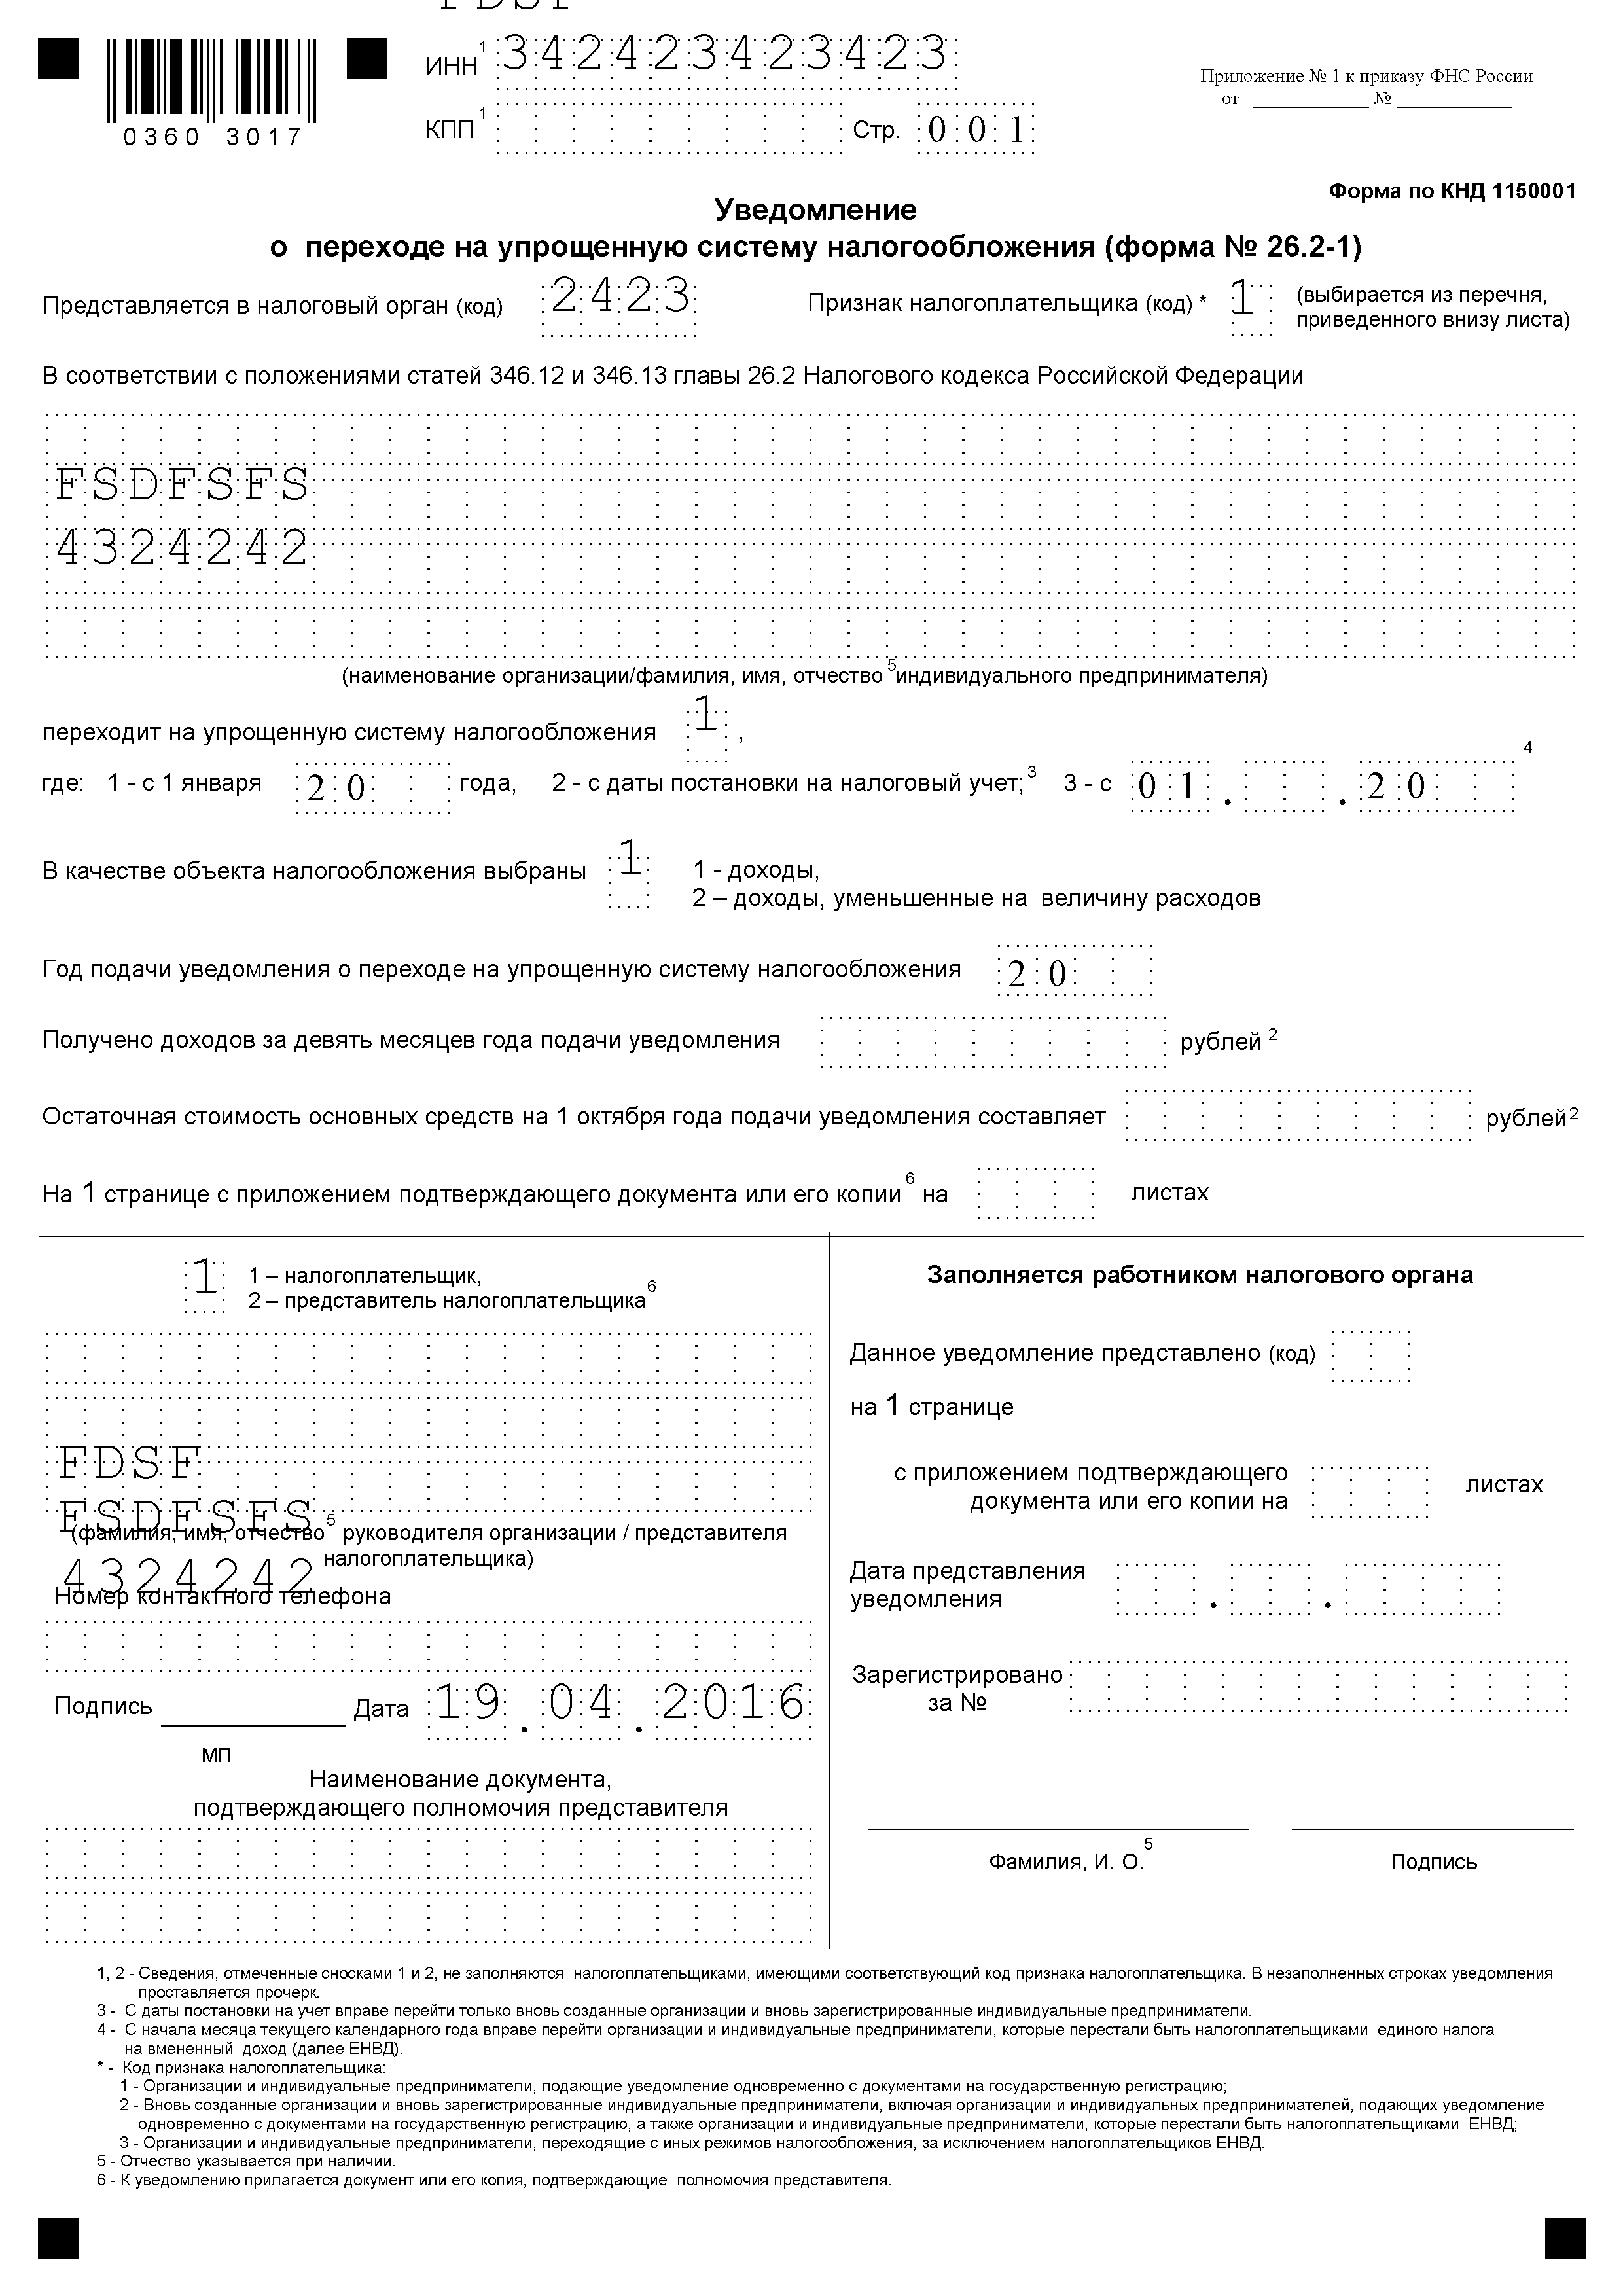 FDSF
ИНН 1 342423423423
Приложение № 1 к приказу ФНС России
от ____________ № ____________
КПП 1 Стр. 001
0360 3017
Форма по КНД 1150001
Уведомление
о переходе на упрощенную систему налогообложения (форма № 26.2-1)
Представляется в налоговый орган (код) 2423 Признак налогоплательщика (код) * 1 (выбирается из перечня,
приведенного внизу листа)
В соответствии с положениями статей 346.12 и 346.13 главы 26.2 Налогового кодекса Российской Федерации
FSDFSFS
4324242
(наименование организации/фамилия, имя, отчество 5 индивидуального предпринимателя)
переходит на упрощенную систему налогообложения 1 ,
где: 1 - с 1 января 20 года, 2 - с даты постановки на налоговый учет; 3 3 - с 01 . . 20 4
В качестве объекта налогообложения выбраны 1 1 - доходы,
2 – доходы, уменьшенные на величину расходов
Год подачи уведомления о переходе на упрощенную систему налогообложения 20
Получено доходов за девять месяцев года подачи уведомления рублей 2
Остаточная стоимость основных средств на 1 октября года подачи уведомления составляет рублей 2
На 1 странице с приложением подтверждающего документа или его копии 6 на листах
1 1 – налогоплательщик,
2 – представитель налогоплательщика 6
FDSF
FSDFSFS
(фамилия, имя, отчество 5 руководителя организации / представителя
налогоплательщика)
4324242
Номер контактного телефона
Подпись Дата 19 . 04 . 2016
МП
Наименование документа,
подтверждающего полномочия представителя
Заполняется работником налогового органа
Данное уведомление представлено (код)
на 1 странице
с приложением подтверждающего
документа или его копии на листах
Дата представления
уведомления . .
Зарегистрировано
за №
Фамилия, И. О. 5 Подпись
1, 2 - Сведения, отмеченные сносками 1 и 2, не заполняются налогоплательщиками, имеющими соответствующий код признака налогоплательщика. В незаполненных строках уведомления
проставляется прочерк.
3 - С даты постановки на учет вправе перейти только вновь созданные организации и вновь зарегистрированные индивидуальные предприниматели.
4 - С начала месяца текущего календарного года вправе перейти организации и индивидуальные предприниматели, которые перестали быть налогоплательщиками единого налога
на вмененный доход (далее ЕНВД).
* - Код признака налогоплательщика:
1 - Организации и индивидуальные предприниматели, подающие уведомление одновременно с документами на государственную регистрацию;
2 - Вновь созданные организации и вновь зарегистрированные индивидуальные предприниматели, включая организации и индивидуальных предпринимателей, подающих уведомление
одновременно с документами на государственную регистрацию, а также организации и индивидуальные предприниматели, которые перестали быть налогоплательщиками ЕНВД;
3 - Организации и индивидуальные предприниматели, переходящие с иных режимов налогообложения, за исключением налогоплательщиков ЕНВД.
5 - Отчество указывается при наличии.
6 - К уведомлению прилагается документ или его копия, подтверждающие полномочия представителя.